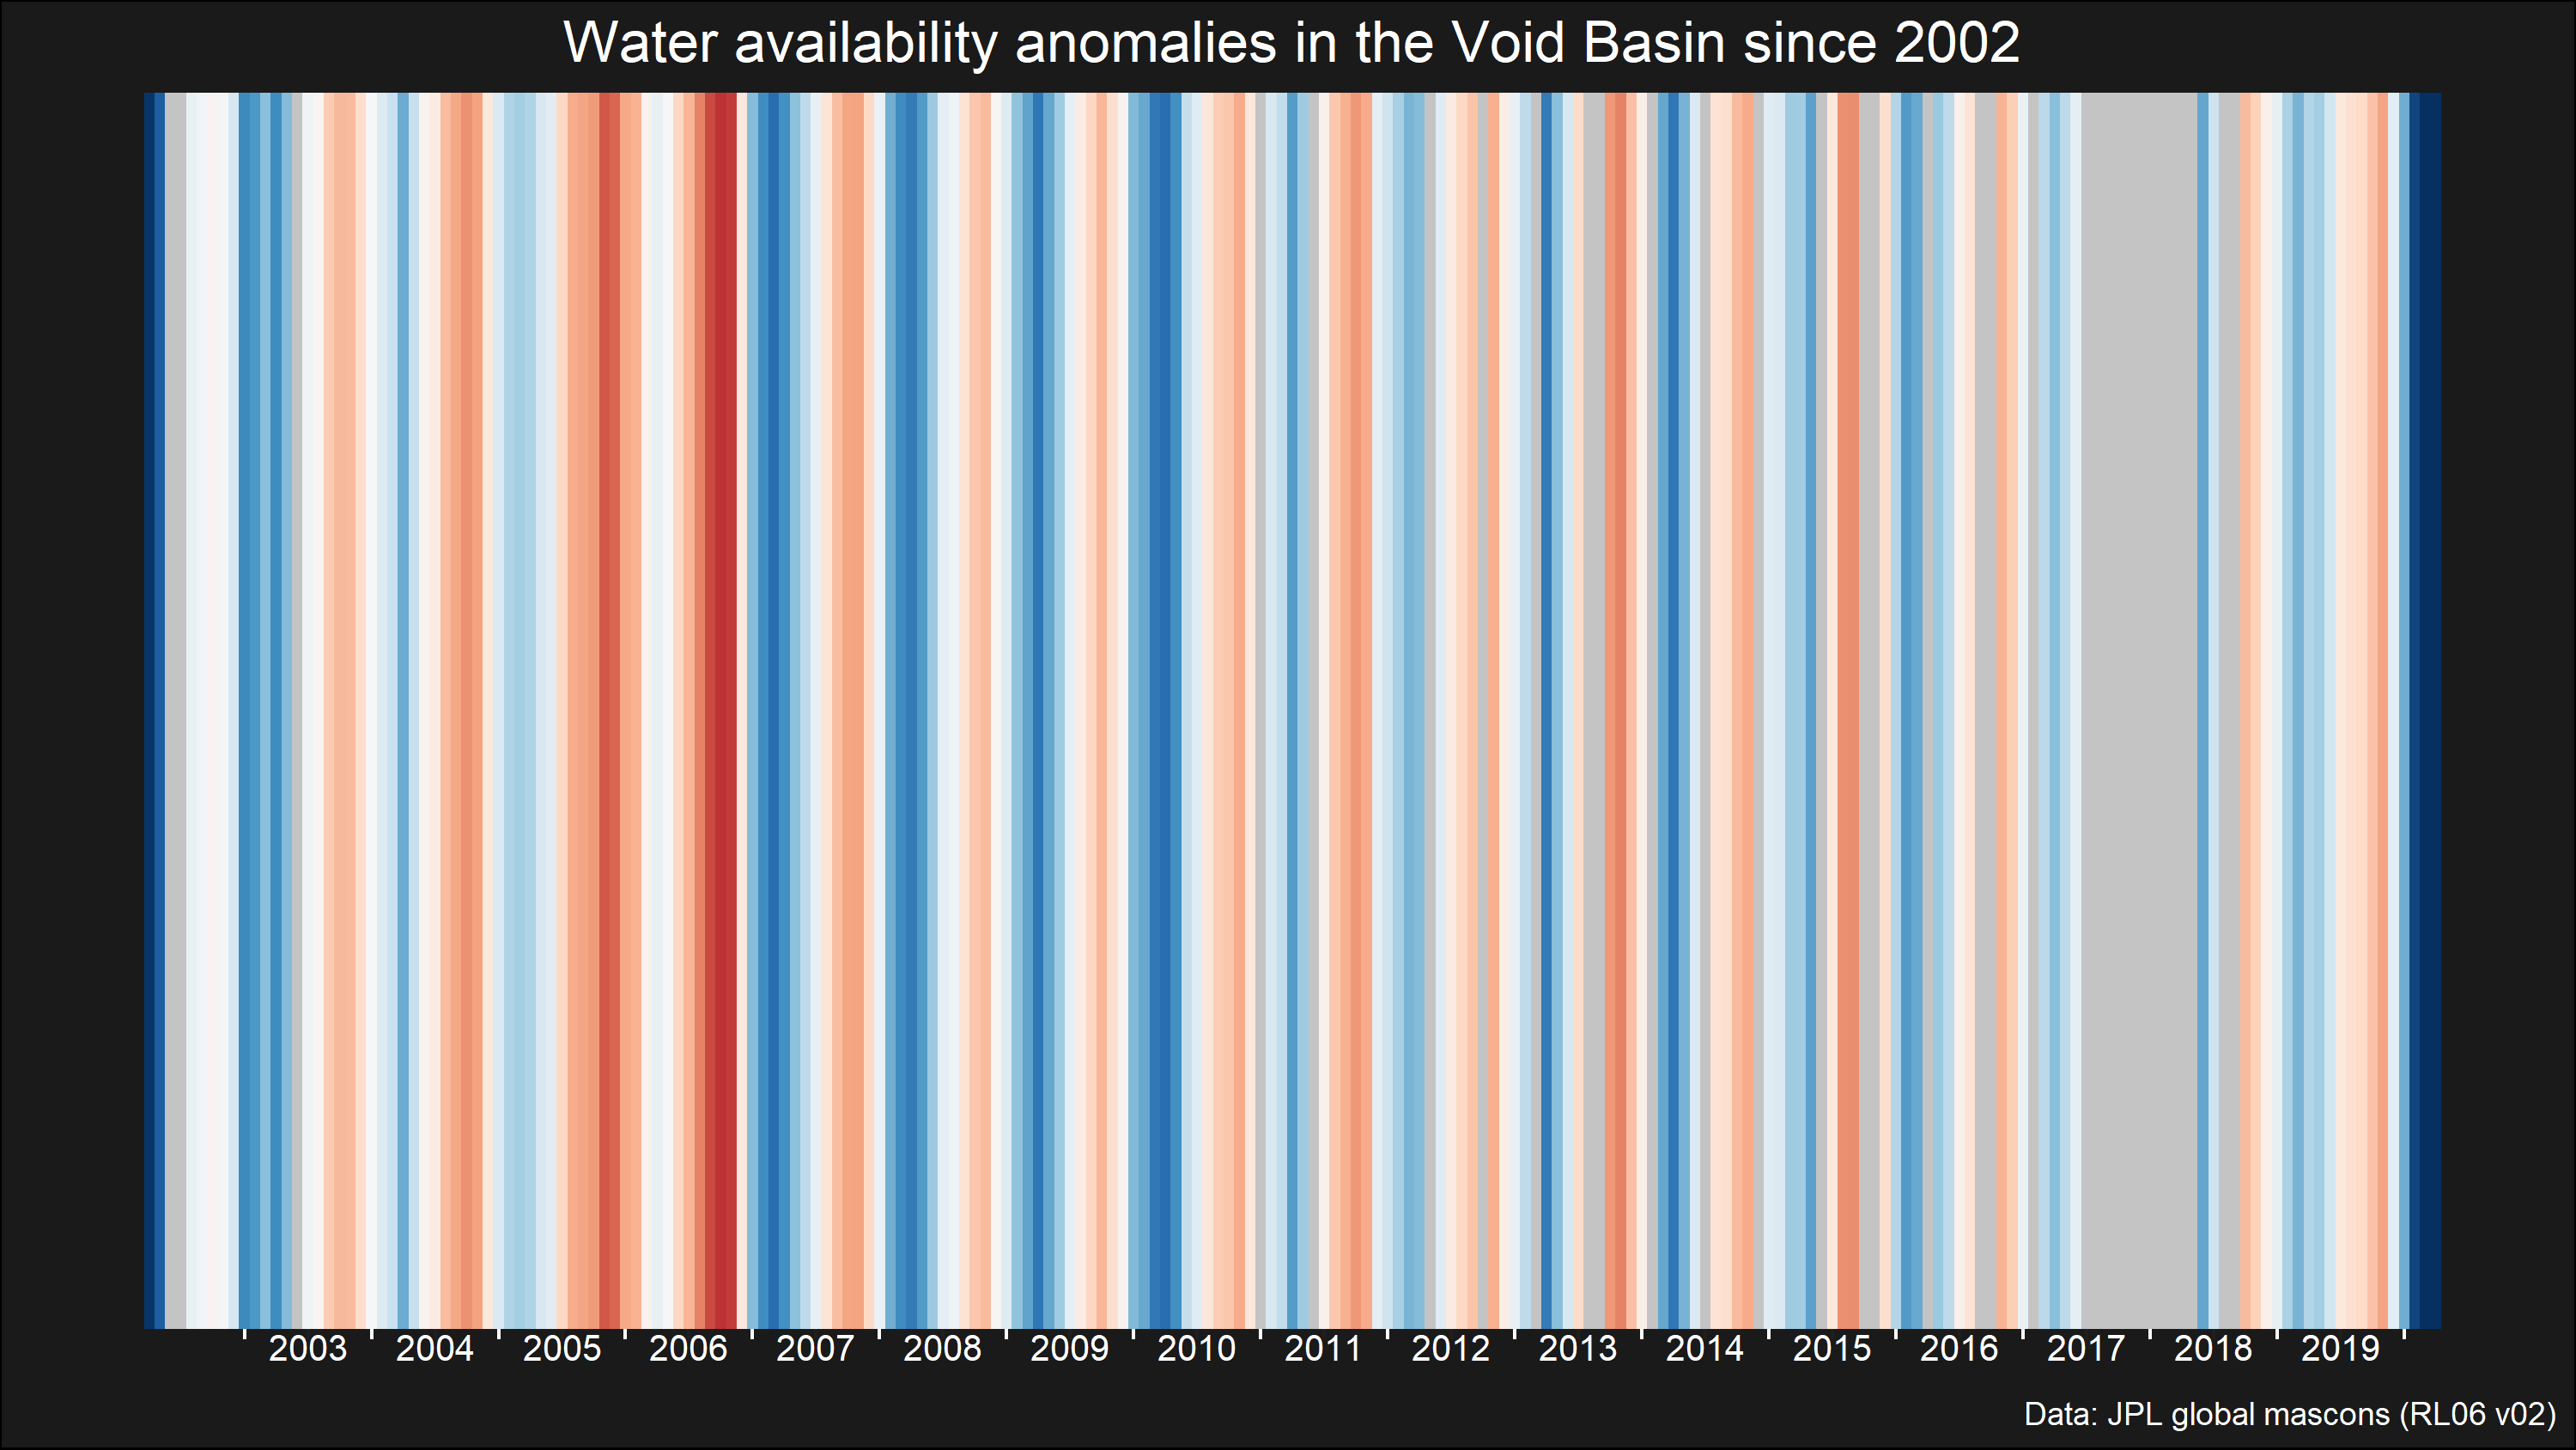 Water availability anomalies in the Void Basin since 2002
2003 2004 2005 2006 2007 2008 2009 2010 2011 2012 2013 2014 2015 2016 2017 2018 2019
Data: JPL global mascons (RL06 v02)